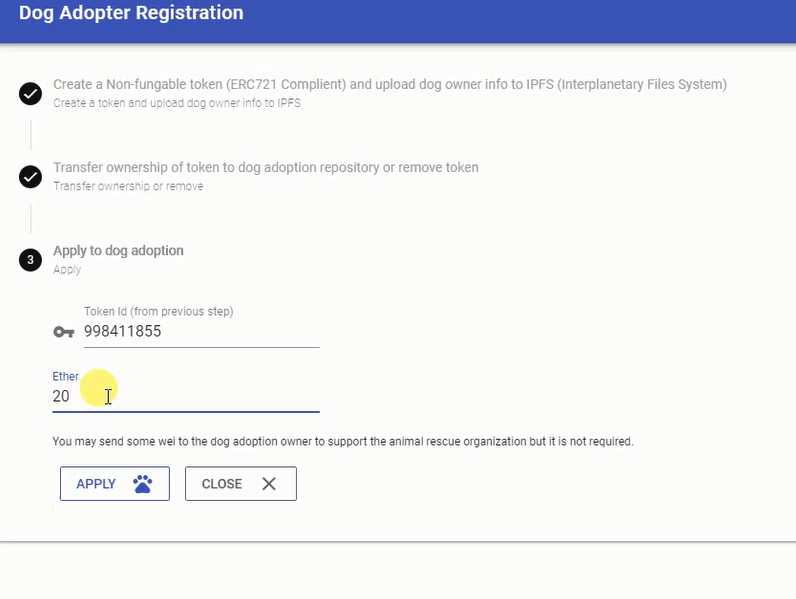 Dog Adopter Registration
Create a Non-fungable token (ERC721 Complient) and upload dog owner info to IPFS (Interplanetary Files System)
Create a token and upload dog owner info to IPFS
Transfer ownership of token to dog adoption repository or remove token
Transfer ownership or remove
3 Apply to dog adoption
Apply
Token Id (from previous step)
998411855
Ether
20
You may send some wei to the dog adoption owner to support the animal rescue organization but it is not required.
APPLY CLOSE